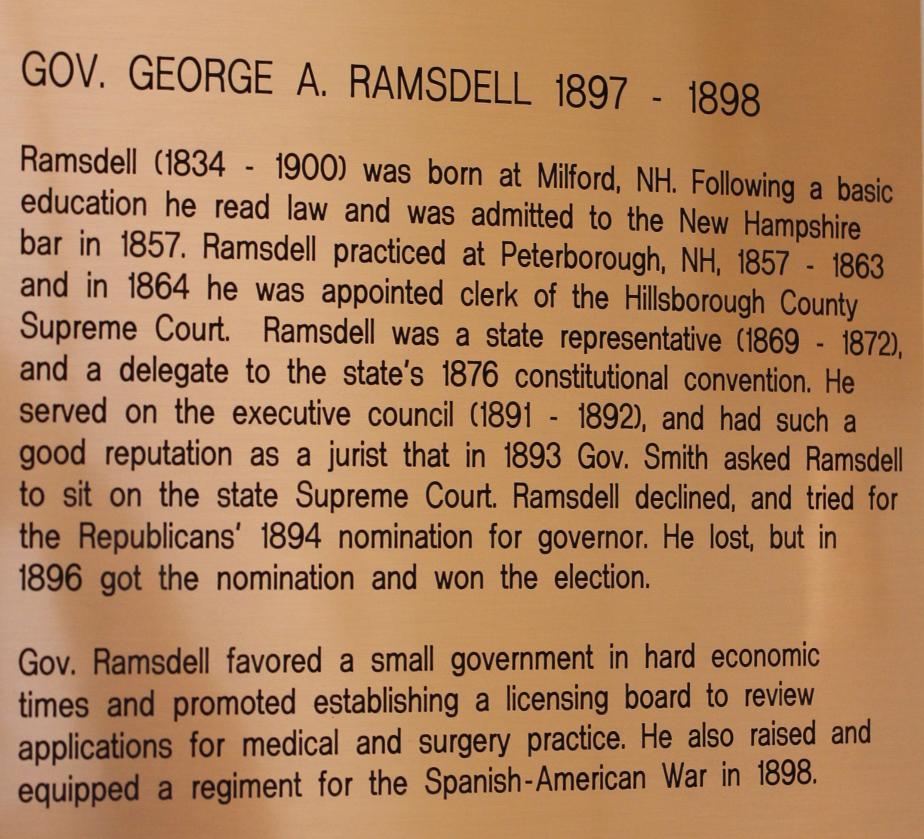 GOV. GEORGE A. RAMSDELL 1897 - 1898
Ramsdell (1834 - 1900) was born at Milford, NH. Following a basic
education he read law and was admitted to the New Hampshire
bar in 1857. Ramsdell practiced at Peterborough, NH, 1857 - 1863
and in 1864 he was appointed clerk of the Hillsborough County
Supreme Court. Ramsdell was a state representative (1869 - 1872),
and a delegate to the state's 1876 constitutional convention. He
served on the executive council (1891 - 1892), and had such a
good reputation as a jurist that in 1893 Gov. Smith asked Ramsdell
to sit on the state Supreme Court. Ramsdell declined, and tried for
the Republicans' 1894 nomination for governor. He lost, but in
1896 got the nomination and won the election.
Gov. Ramsdell favored a small government in hard economic
times and promoted establishing a licensing board to review
applications for medical and surgery practice. He also raised and
equipped a regiment for the Spanish-American War in 1898.